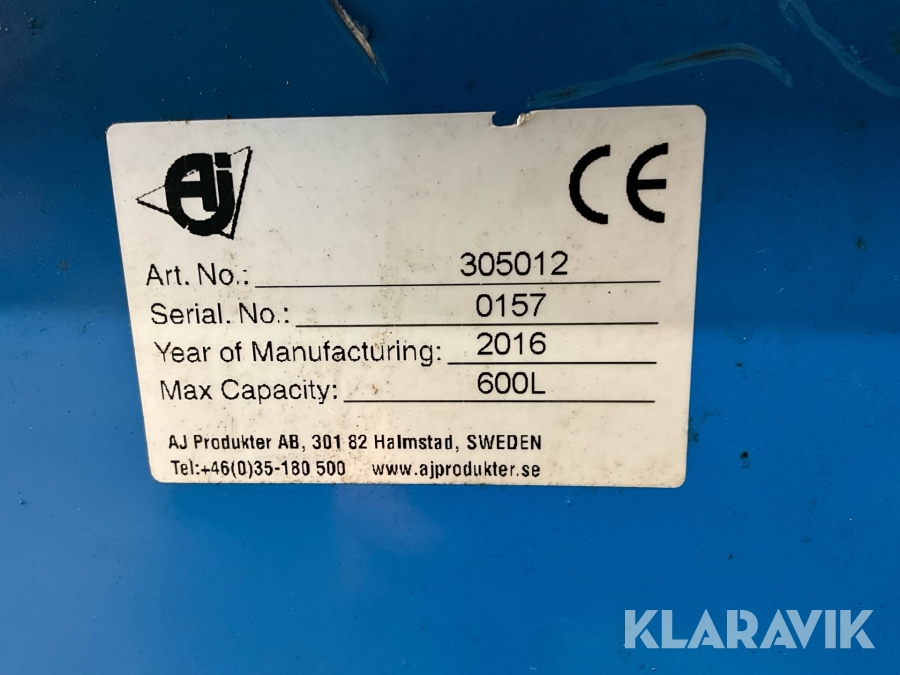 AJ
CE
Art. No.: 305012
Serial. No.: 0157
Year of Manufacturing: 2016
Max Capacity: 600L
AJ Produkter AB, 301 82 Halmstad, SWEDEN
Tel:+46(0)35-180 500 www.ajprodukter.se
KLARAVIK